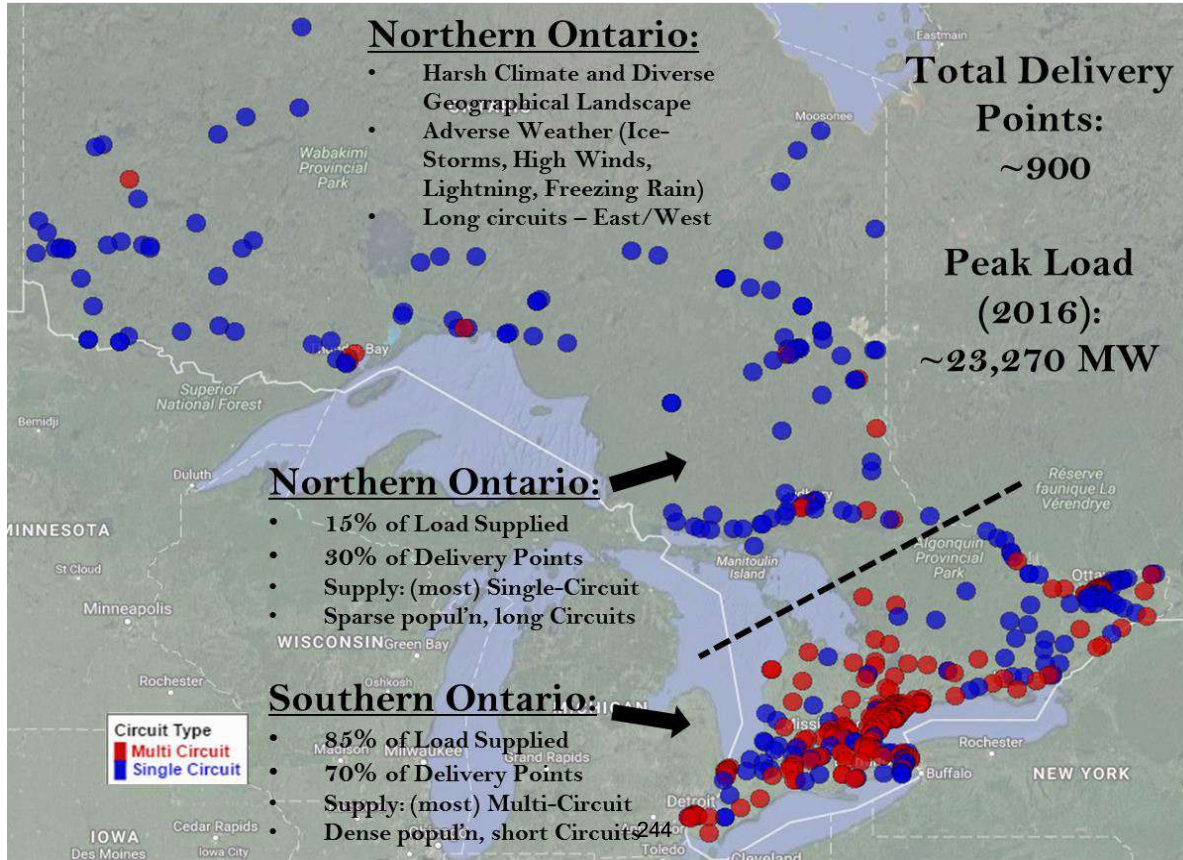 Northern Ontario:
• Harsh Climate and Diverse
Geographical Landscape
• Adverse Weather (Ice-
Storms, High Winds,
Lightning, Freezing Rain)
• Long circuits – East/West
Total Delivery
Points:
~900
Peak Load
(2016):
~23,270 MW
Eastmain
Moosonee
Wabakimi
Provincial
Park
Thunder Bay
Superior
National Forest
Bemidji
Duluth
Northern Ontario:
• 15% of Load Supplied
• 30% of Delivery Points
• Supply: (most) Single-Circuit
• Sparse popul'n, long Circuits
Réserve
faunique La
Vérendrye
MINNESOTA
St Cloud
Minneapolis
WISCONSIN
Green Bay
Manitoulin
Island
Algonquin
Provincial
Park
Rochester
Oshkosh
Southern Ontario:
• 85% of Load Supplied
• 70% of Delivery Points
• Supply: (most) Multi-Circuit
• Dense popul'n, short Circuits
244
MICHIGAN
Circuit Type
Multi Circuit
Single Circuit
Madison
Milwaukee
Grand Rapids
Rochester
Buffalo
NEW YORK
Detroit
Toledo
Cleveland
IOWA
Cedar Rapids
Des Moines
Iowa City